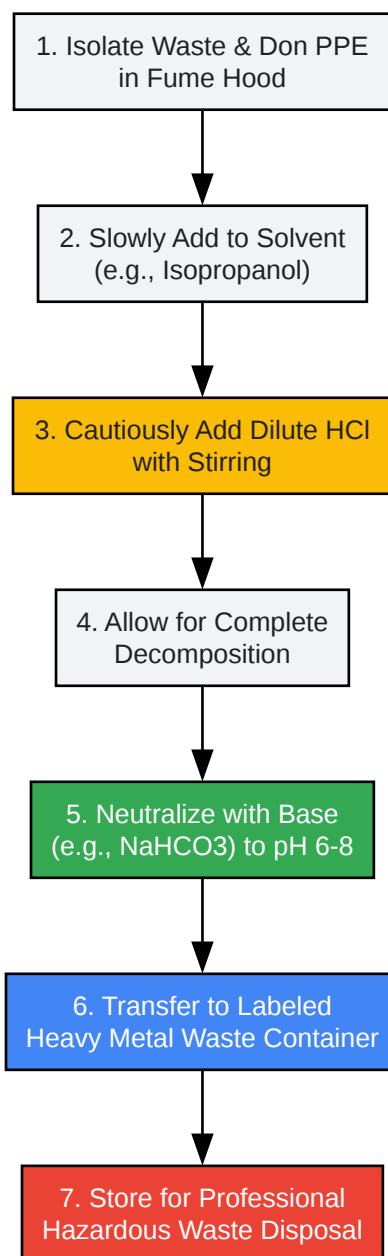 1. Isolate Waste & Don PPE
in Fume Hood
2. Slowly Add to Solvent
(e.g., Isopropanol)
3. Cautiously Add Dilute HCl
with Stirring
4. Allow for Complete
Decomposition
5. Neutralize with Base
(e.g., NaHCO3) to pH 6-8
6. Transfer to Labeled
Heavy Metal Waste Container
7. Store for Professional
Hazardous Waste Disposal